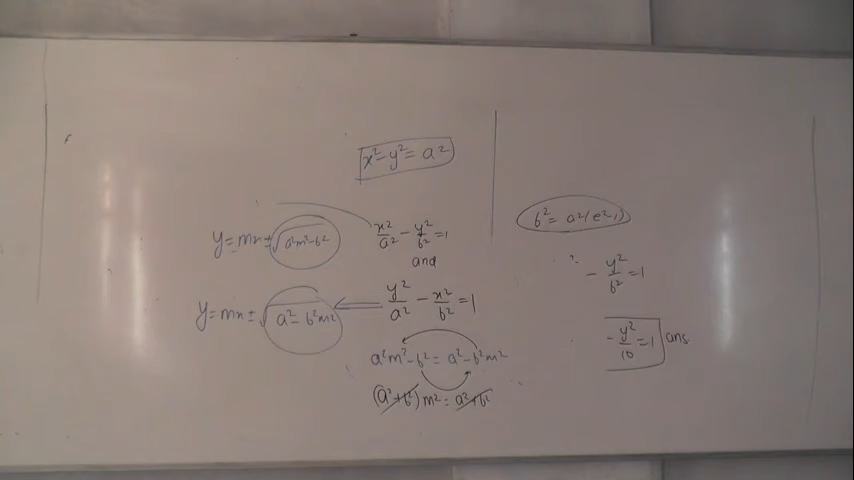 x² - y² = a²
y = mx ± √a²m² - b²
x²/a² - y²/b² = 1
and
y = mx ± √a² - b²m²
y²/a² - x²/b² = 1
a²m² - b² = a² - b²m²
(a² + b²) m² = a² + b²
b² = a²(e² - 1)
- y²/b² = 1
- y²/10 = 1 ans